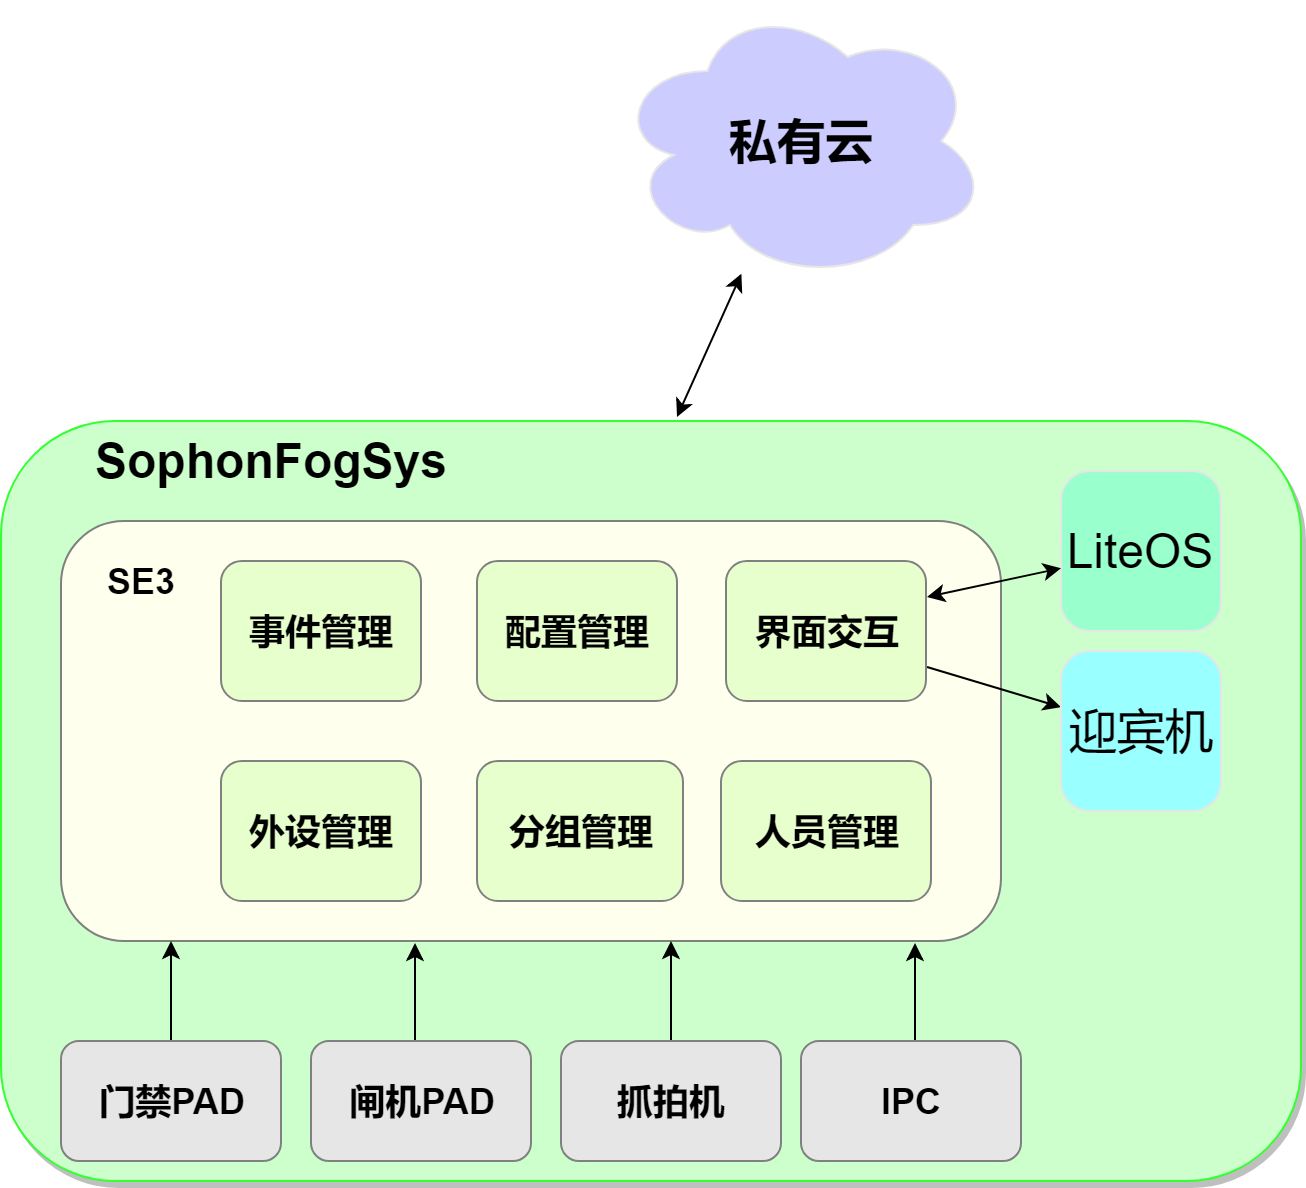 私有云
SophonFogSys
SE3
事件管理
配置管理
界面交互
LiteOS
迎宾机
外设管理
分组管理
人员管理
门禁PAD
闸机PAD
抓拍机
IPC